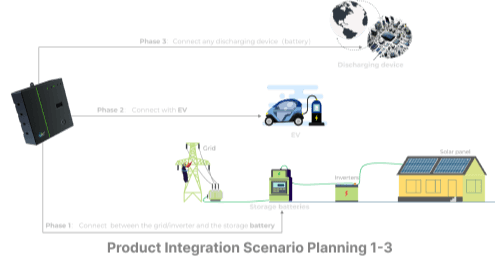 Phase 3: Connect any discharging device (battery)
Discharging device
Phase 2: Connect with EV
EV
Grid
Solar panel
Inverters
Storage batteries
Phase 1: Connect between the grid/inverter and the storage battery
Product Integration Scenario Planning 1-3